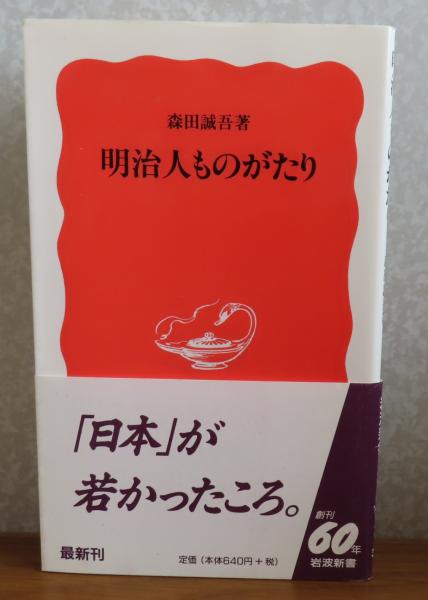 森田誠吾著
明治人ものがたり
「日本」が
若かったころ。
最新刊
定価（本体640円+税）
創刊
60年
岩波新書